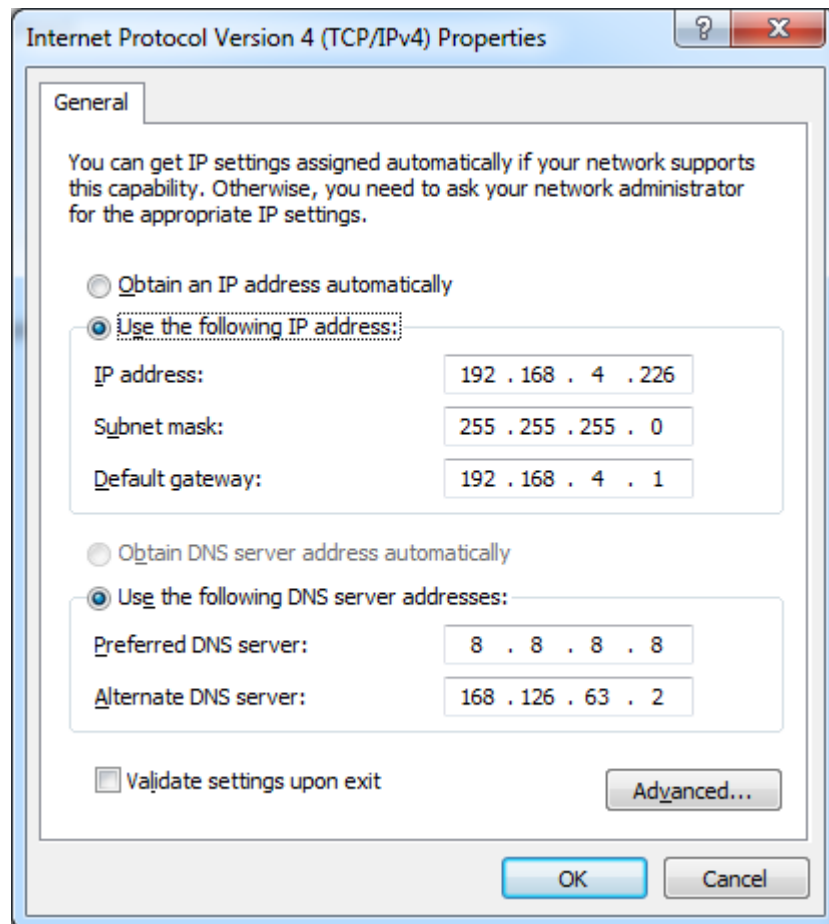 Internet Protocol Version 4 (TCP/IPv4) Properties
General
You can get IP settings assigned automatically if your network supports
this capability. Otherwise, you need to ask your network administrator
for the appropriate IP settings.
Obtain an IP address automatically
Use the following IP address:
IP address: 192 . 168 . 4 . 226
Subnet mask: 255 . 255 . 255 . 0
Default gateway: 192 . 168 . 4 . 1
Obtain DNS server address automatically
Use the following DNS server addresses:
Preferred DNS server: 8 . 8 . 8 . 8
Alternate DNS server: 168 . 126 . 63 . 2
Validate settings upon exit
Advanced...
OK Cancel